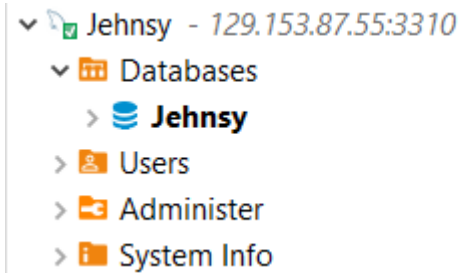 Jehnsy - 129.153.87.55:3310
Databases
Jehnsy
Users
Administer
System Info